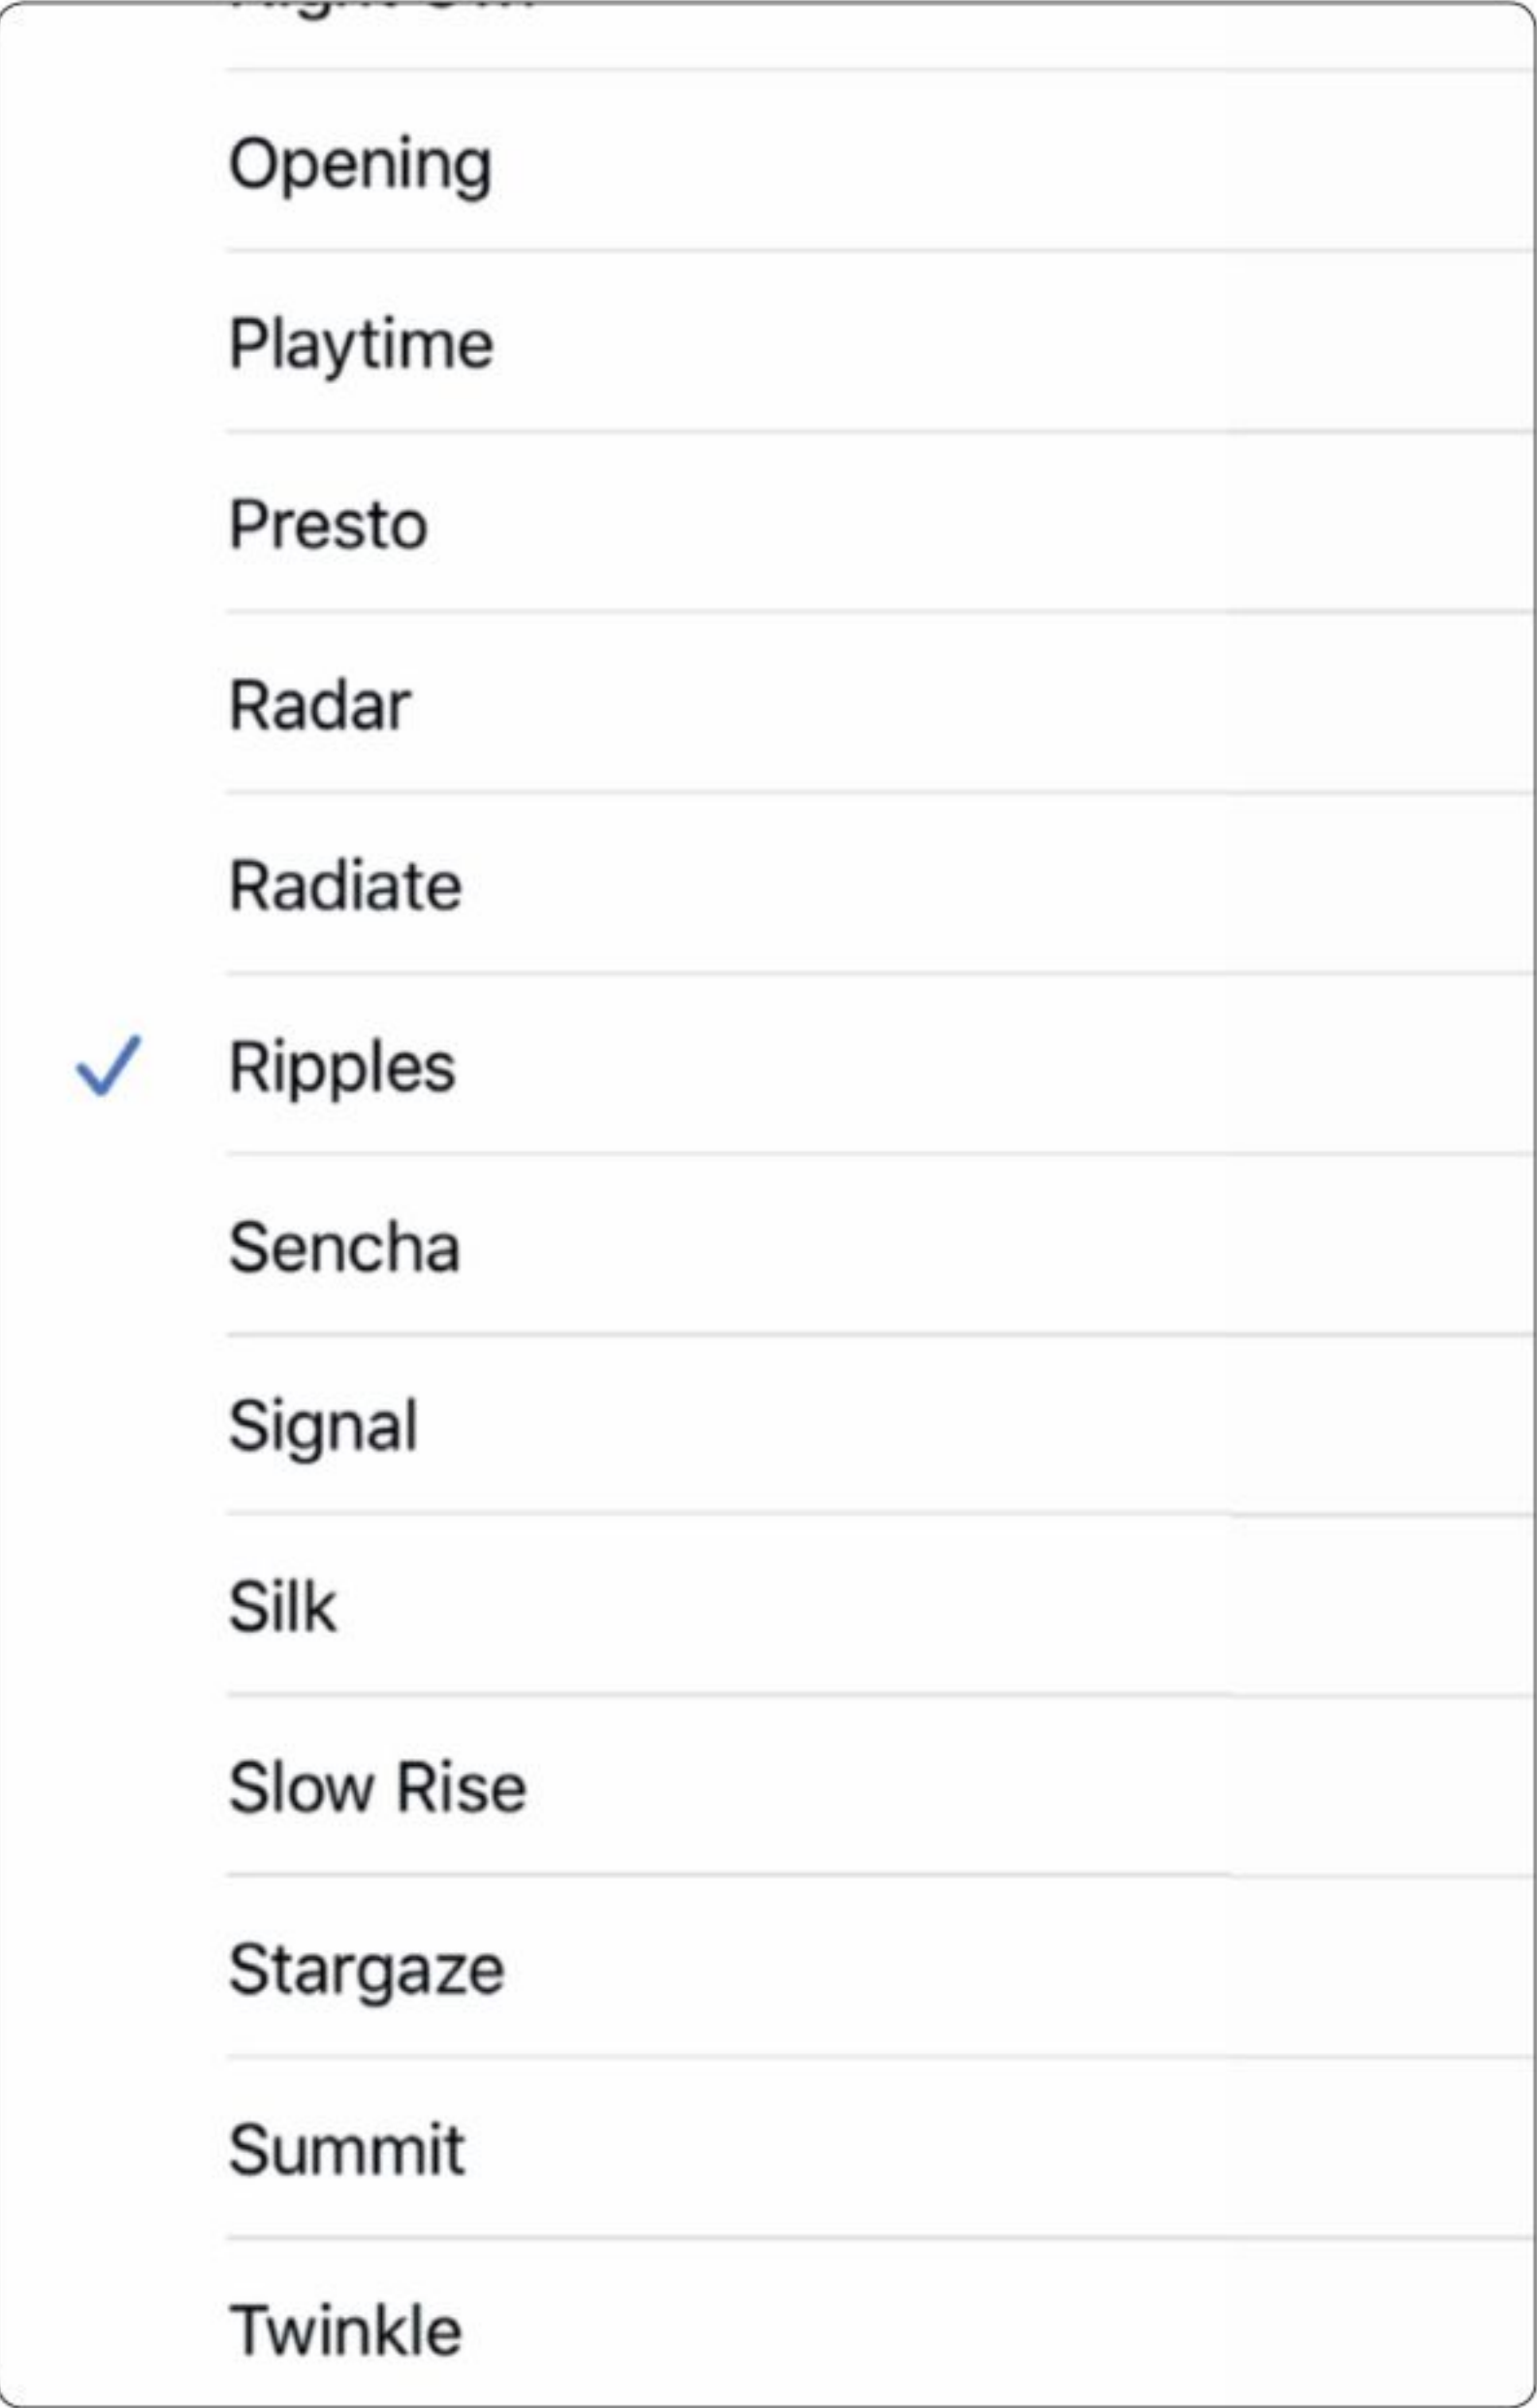 Opening
Playtime
Presto
Radar
Radiate
Ripples
Sencha
Signal
Silk
Slow Rise
Stargaze
Summit
Twinkle